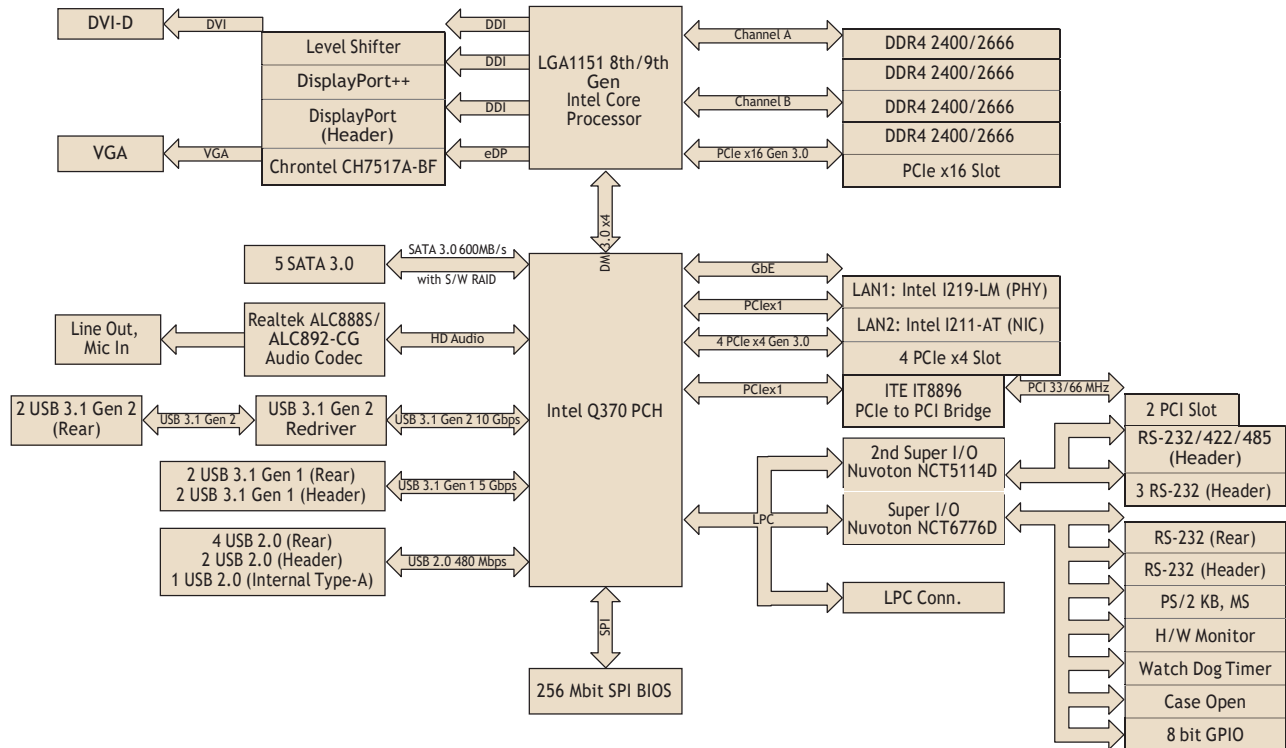 DVI-D
DVI
DDI
Level Shifter
DDI
DisplayPort++
DDI
DisplayPort
(Header)
VGA
VGA
Chrontel CH7517A-BF
eDP
LGA1151 8th/9th
Gen
Intel Core
Processor
Channel A
DDR4 2400/2666
DDR4 2400/2666
Channel B
DDR4 2400/2666
DDR4 2400/2666
PCIe x16 Gen 3.0
PCIe x16 Slot
DMI 3.0 x4
5 SATA 3.0
SATA 3.0 600MB/s
with S/W RAID
Line Out,
Mic In
Realtek ALC888S/
ALC892-CG
Audio Codec
HD Audio
2 USB 3.1 Gen 2
(Rear)
USB 3.1 Gen 2
USB 3.1 Gen 2
Redriver
USB 3.1 Gen 2 10 Gbps
2 USB 3.1 Gen 1 (Rear)
2 USB 3.1 Gen 1 (Header)
USB 3.1 Gen 1 5 Gbps
4 USB 2.0 (Rear)
2 USB 2.0 (Header)
1 USB 2.0 (Internal Type-A)
USB 2.0 480 Mbps
Intel Q370 PCH
SPI
256 Mbit SPI BIOS
GbE
LAN1: Intel I219-LM (PHY)
PCIex1
LAN2: Intel I211-AT (NIC)
4 PCIe x4 Gen 3.0
4 PCIe x4 Slot
PCIex1
ITE IT8896
PCIe to PCI Bridge
PCI 33/66 MHz
2 PCI Slot
LPC
2nd Super I/O
Nuvoton NCT5114D
RS-232/422/485
(Header)
3 RS-232 (Header)
Super I/O
Nuvoton NCT6776D
LPC Conn.
RS-232 (Rear)
RS-232 (Header)
PS/2 KB, MS
H/W Monitor
Watch Dog Timer
Case Open
8 bit GPIO